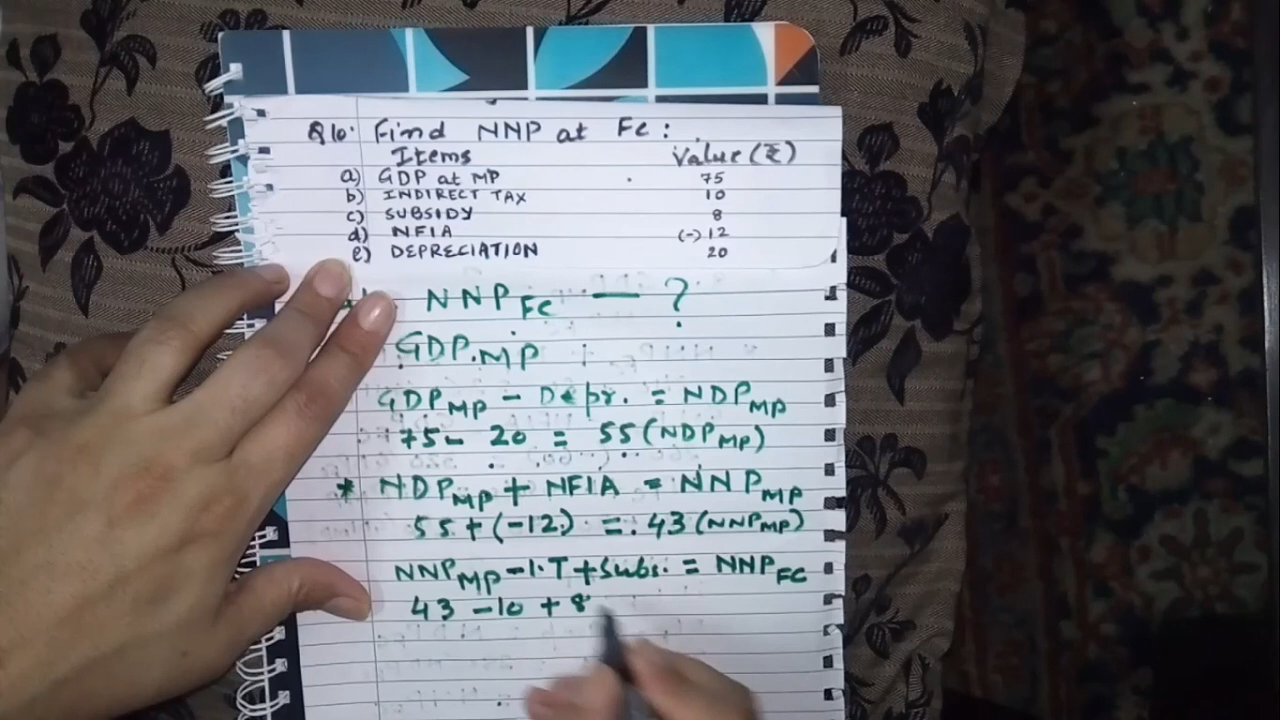 Q10. Find NNP at FC:
Items Value (₹)
a) GDP at MP 75
b) INDIRECT TAX 10
c) SUBSIDY 8
d) NFIA (-) 12
e) DEPRECIATION 20
NNP FC — ?
GDP.MP
GDP MP - Depr. = NDP MP
75 - 20 = 55 (NDP MP)
* NDP MP + NFIA = NNP MP
55 + (-12) = 43 (NNP MP)
NNP MP - I.T + Subsi. = NNP FC
43 - 10 + 8